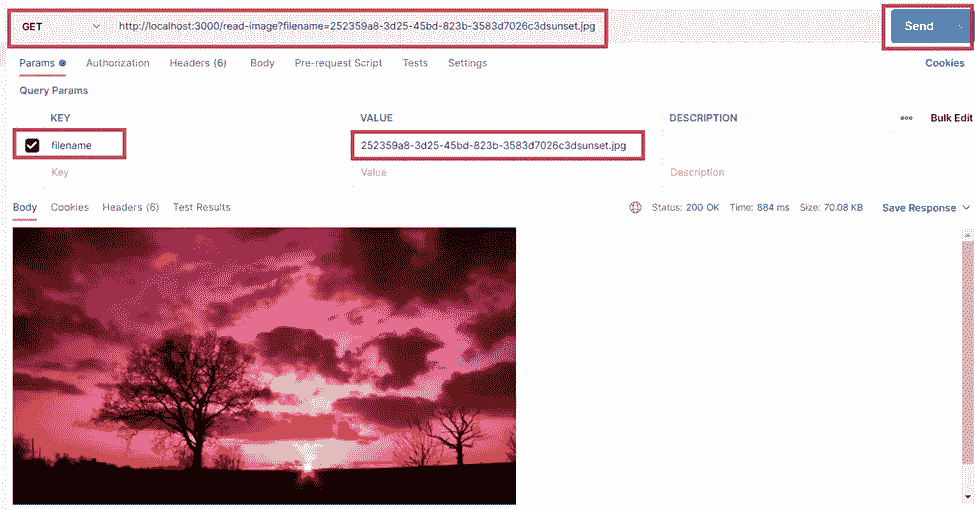 GET http://localhost:3000/read-image?filename=252359a8-3d25-45bd-823b-3583d7026c3dsunset.jpg Send
Params Authorization Headers (6) Body Pre-request Script Tests Settings Cookies
Query Params
KEY VALUE DESCRIPTION ooo Bulk Edit
filename 252359a8-3d25-45bd-823b-3583d7026c3dsunset.jpg
Key Value Description
Body Cookies Headers (6) Test Results Status: 200 OK Time: 884 ms Size: 70.08 KB Save Response